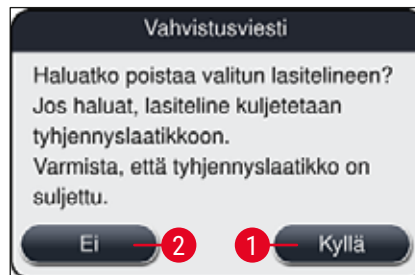 Vahvistusviesti
Haluatko poistaa valitun lasitelineen?
Jos haluat, lasiteline kuljetetaan
tyhjennyslaatikkoon.
Varmista, että tyhjennyslaatikko on
suljettu.
Ei 2 1 Kyllä